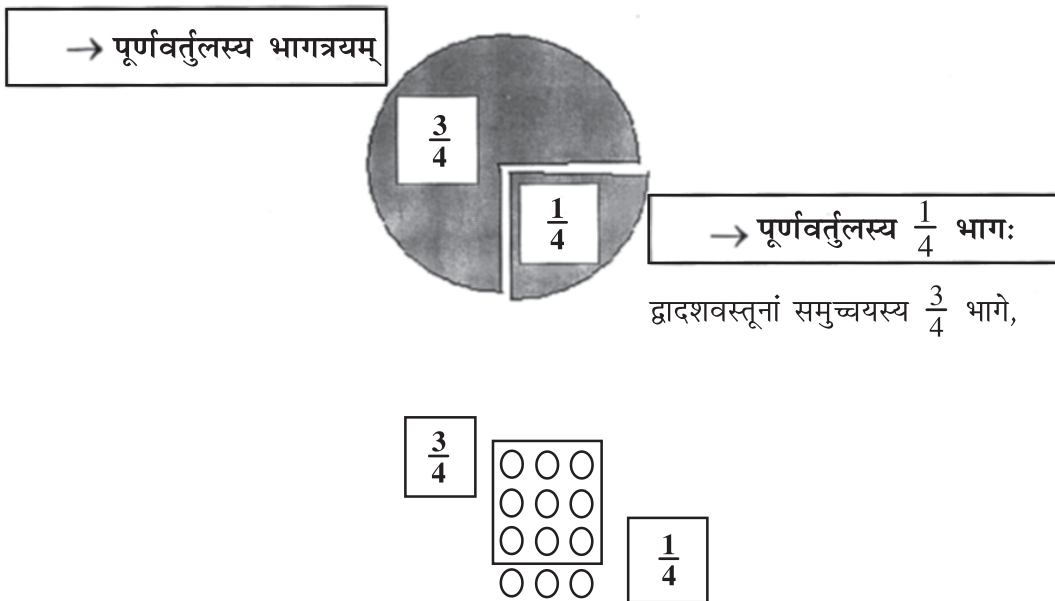 → पूर्णवर्तुलस्य भागत्रयम्
3/4
1/4
→ पूर्णवर्तुलस्य 1/4 भागः
द्वादशवस्तूनां समुच्चयस्य 3/4 भागे,
3/4
1/4